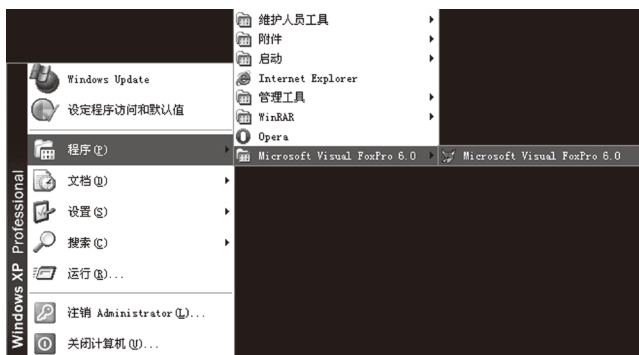 维护人员工具
附件
启动
Internet Explorer
管理工具
WinRAR
Opera
Microsoft Visual FoxPro 6.0
Microsoft Visual FoxPro 6.0
Windows Update
设定程序访问和默认值
程序(P)
文档(D)
设置(S)
搜索(C)
运行(R)...
注销 Administrator(L)...
关闭计算机(U)...
Windows XP Professional